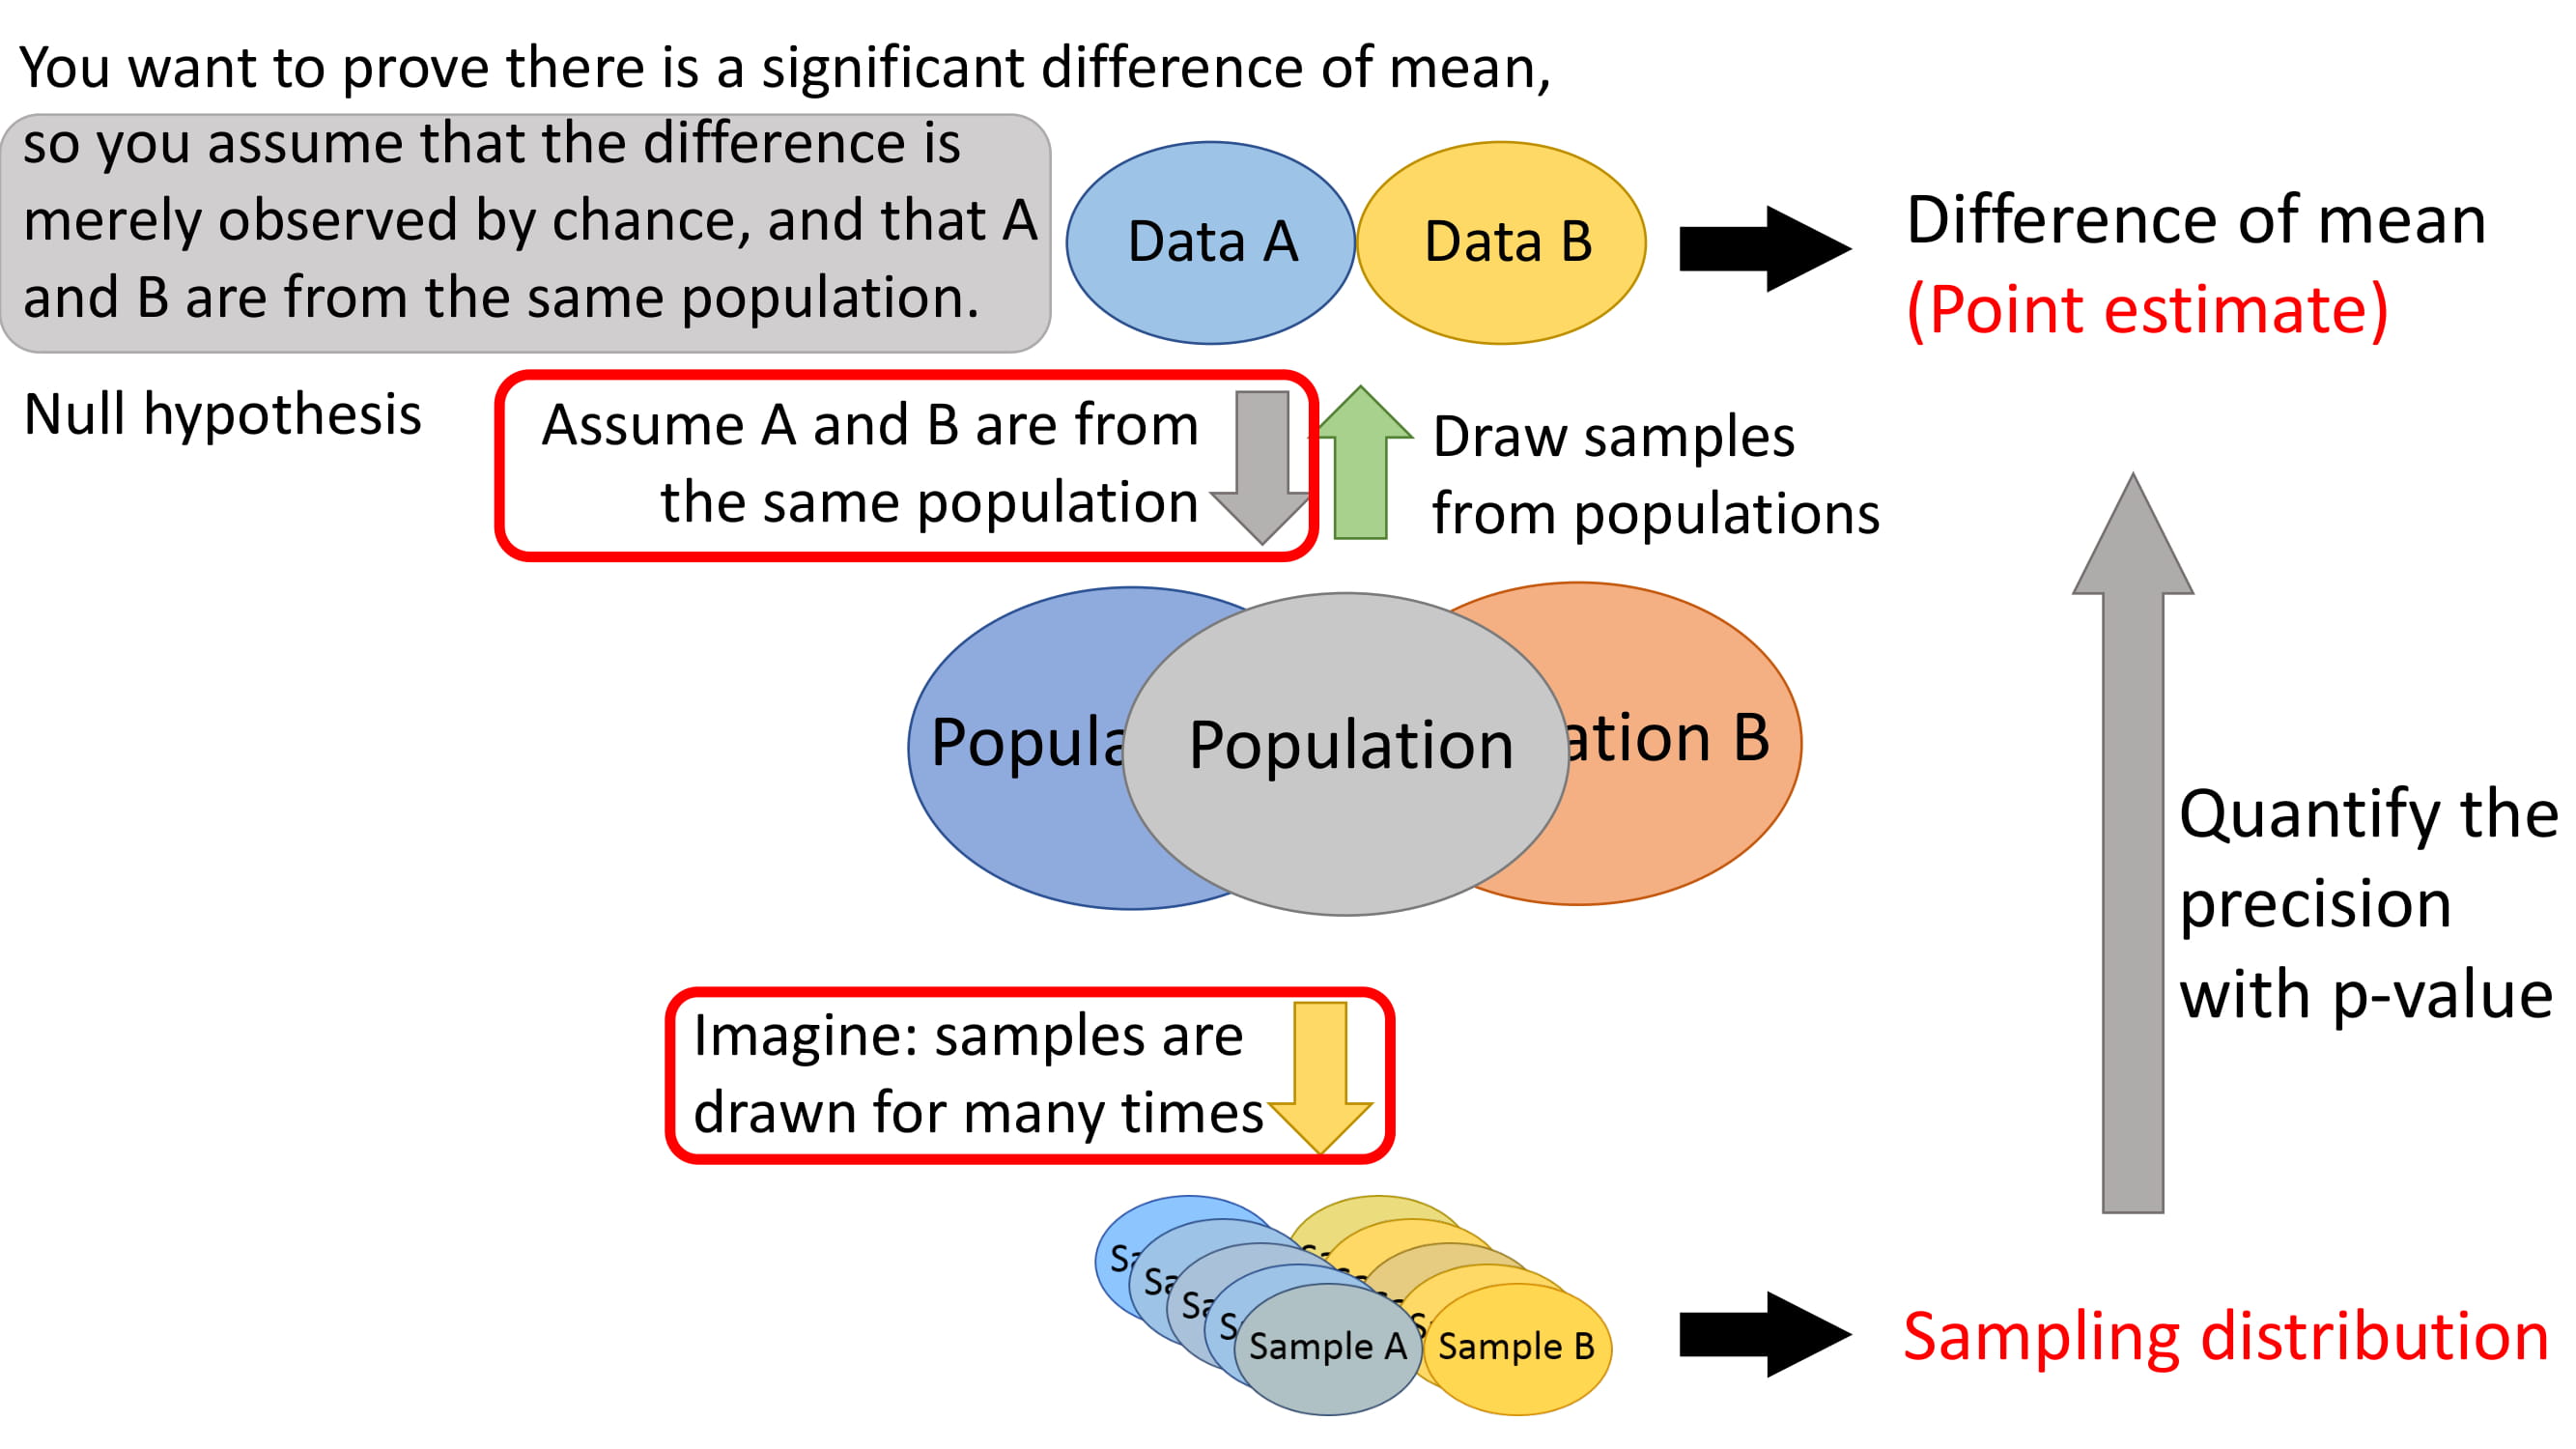 You want to prove there is a significant difference of mean,
so you assume that the difference is
merely observed by chance, and that A
and B are from the same population.
Data A
Data B
Difference of mean
(Point estimate)
Null hypothesis
Assume A and B are from
the same population
Draw samples
from populations
Popula
Population
ation B
Quantify the
precision
with p-value
Imagine: samples are
drawn for many times
Sa
Sa
Sa
S
Sample A
Sample B
Sampling distribution